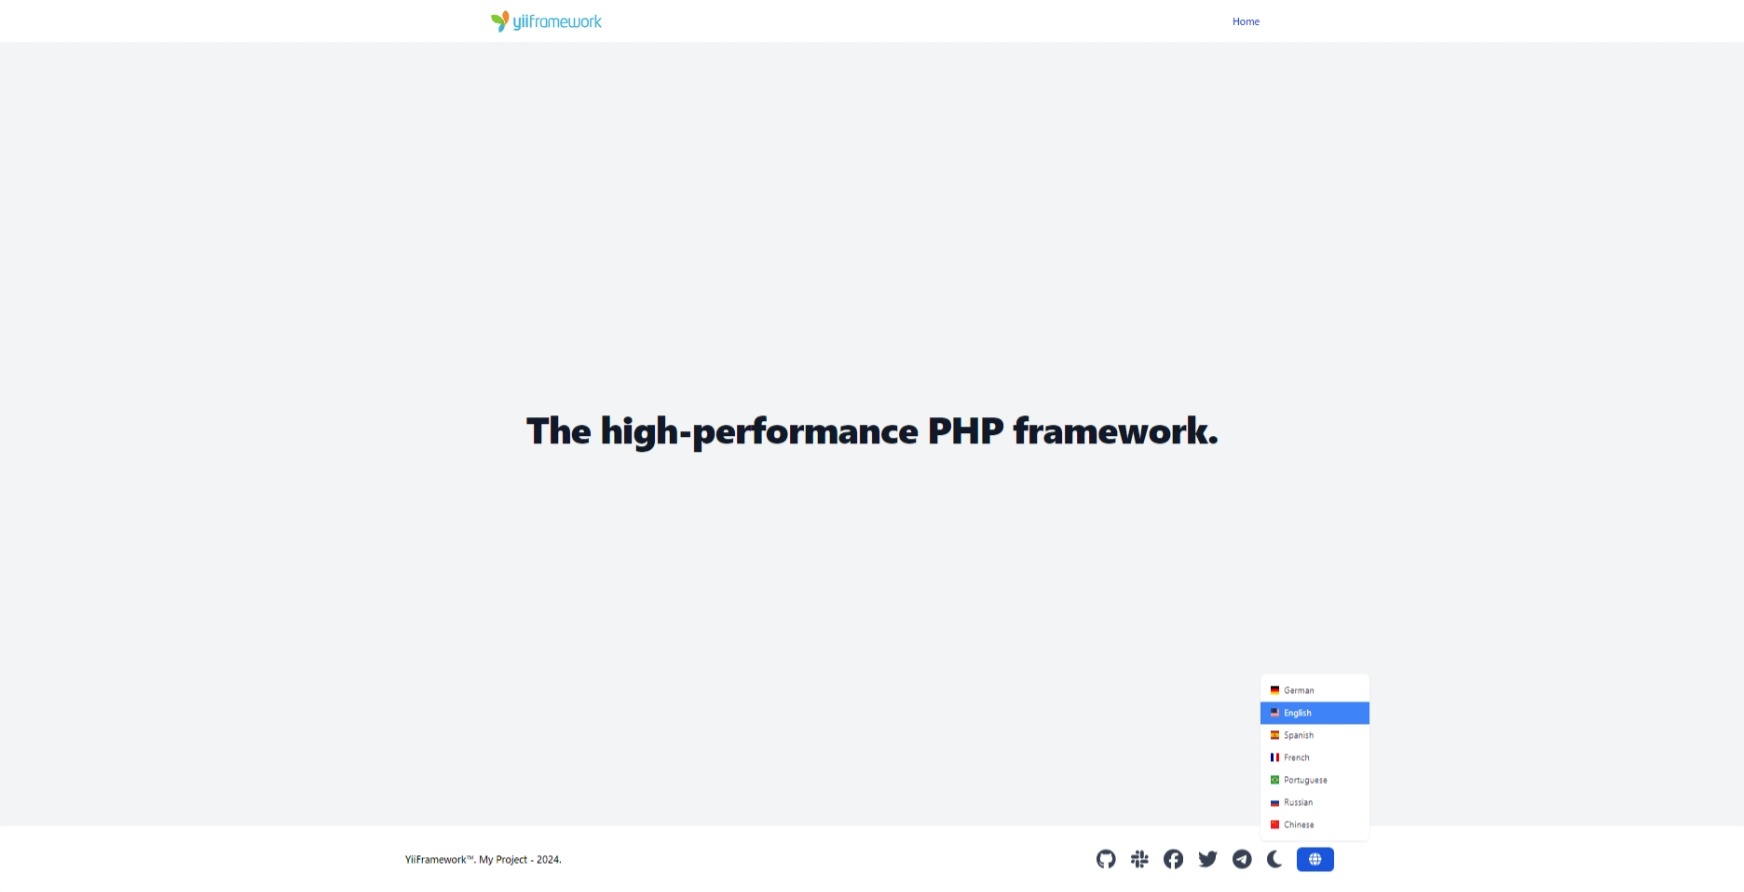 yiiframework
Home
The high-performance PHP framework.
German
English
Spanish
French
Portuguese
Russian
Chinese
YiiFramework™. My Project - 2024.